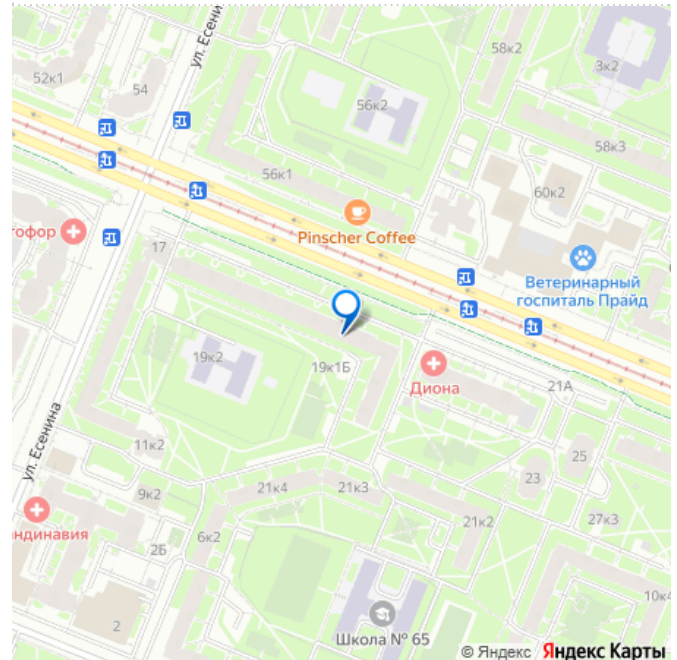 ул. Есени
58к2
3к2
52к1
54
56к2
58к3
56к1
60к2
Pinscher Coffee
тофор
17
Ветеринарный
госпиталь Прайд
19к2
19к1Б
Диона
21А
ул. Есенина
11к2
25
23
9к2
21к4
21к3
27к3
21к2
ндинавия
2Б
6к2
10к4
2
Школа № 65
© Яндекс Яндекс Карты